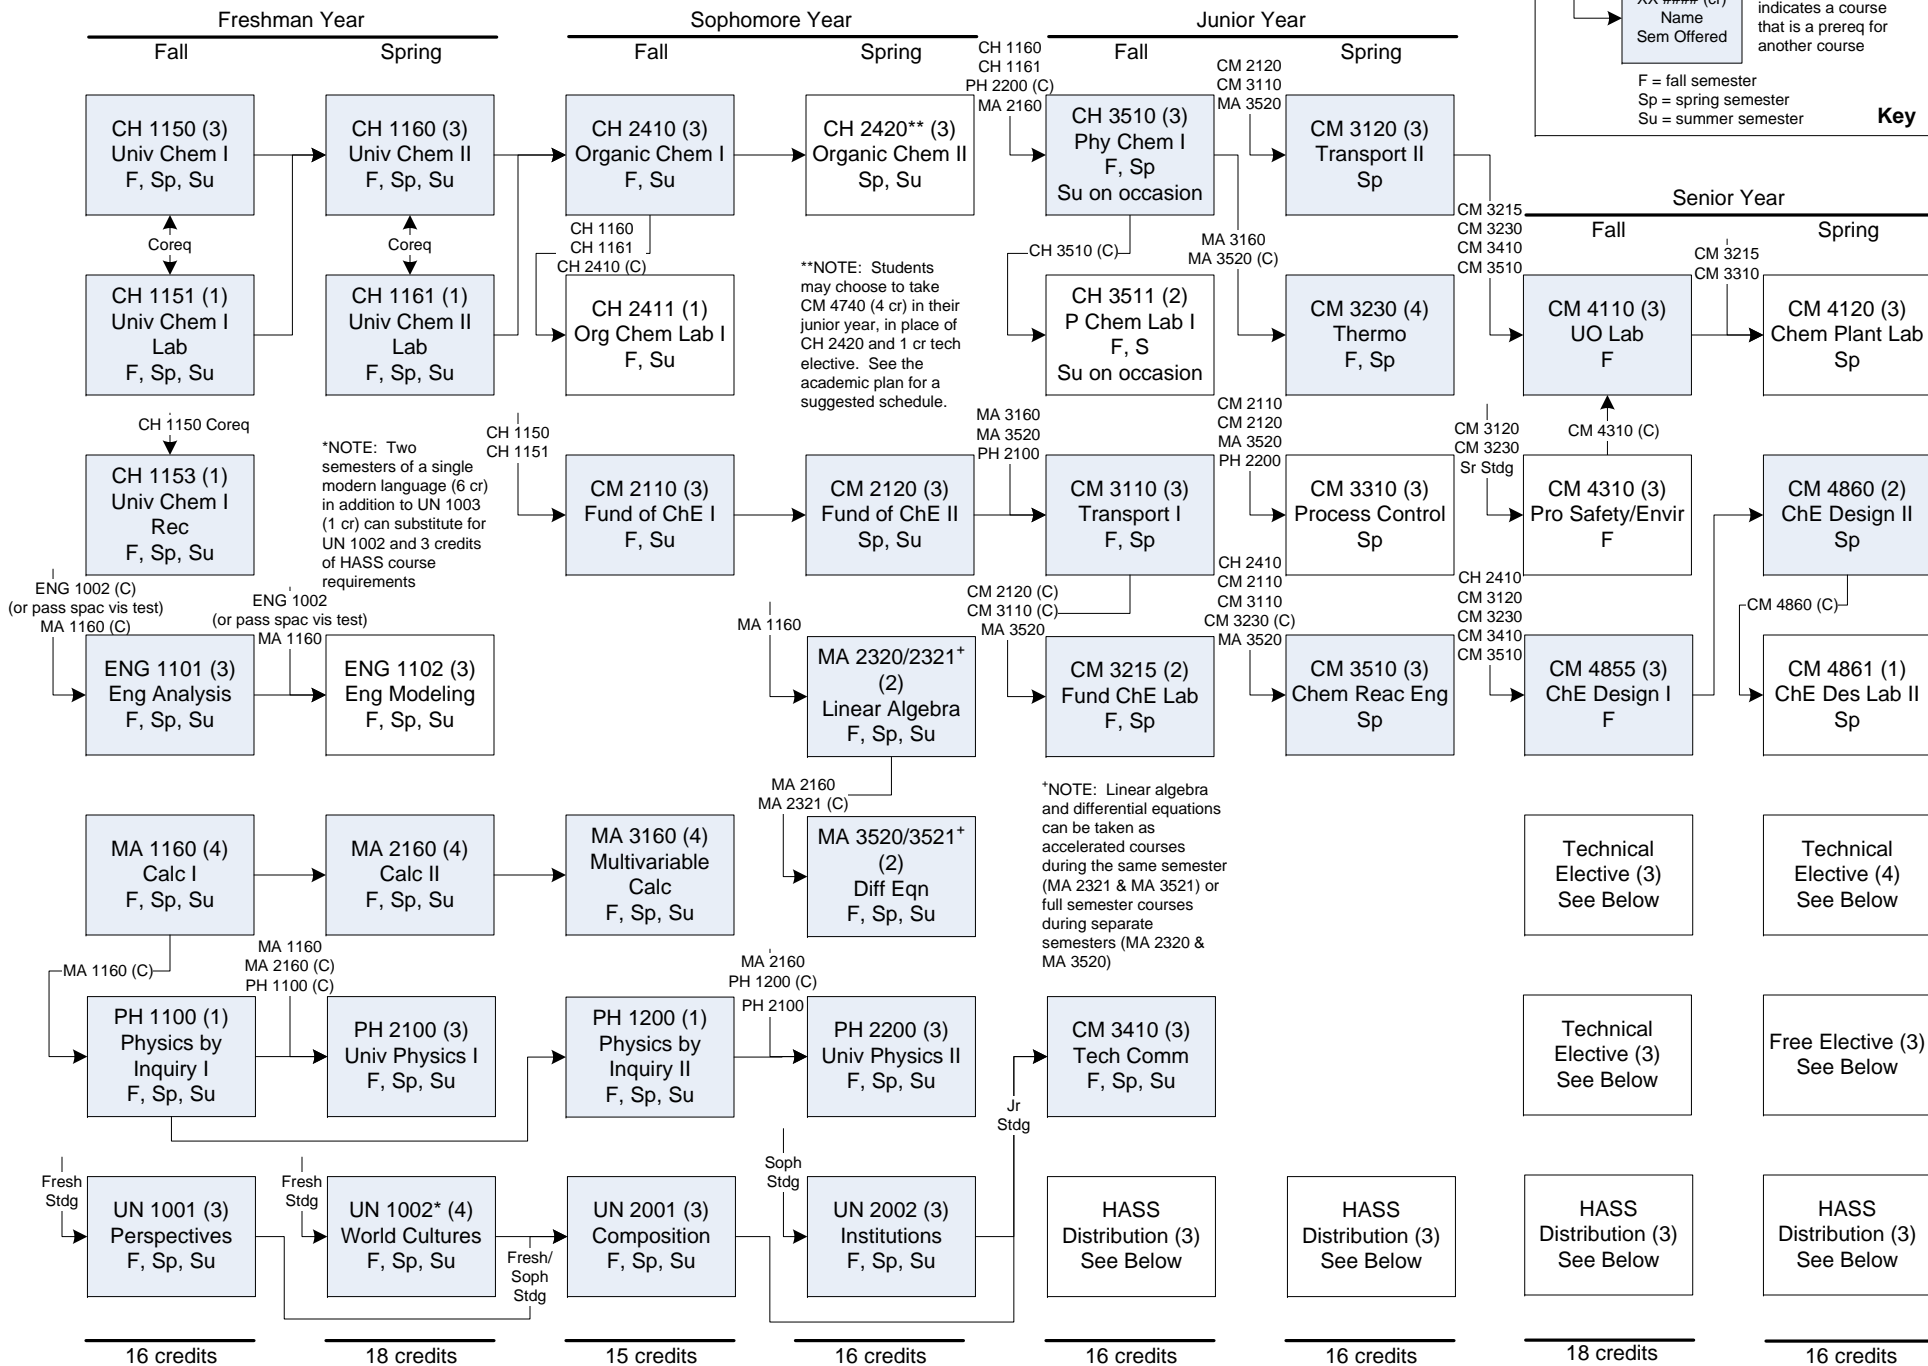 Freshman Year
Sophomore Year
Junior Year
Fall
Spring
Fall
Spring
Fall
Spring
indicates a course
that is a prereq for
another course
Name
Sem Offered
F = fall semester
Sp = spring semester
Su = summer semester
Key
Senior Year
Fall
Spring
CH 1150 (3)
Univ Chem I
F, Sp, Su
CH 1160 (3)
Univ Chem II
F, Sp, Su
CH 2410 (3)
Organic Chem I
F, Su
CH 2420** (3)
Organic Chem II
Sp, Su
CH 1160
CH 1161
PH 2200 (C)
MA 2160
CH 3510 (3)
Phy Chem I
F, Sp
Su on occasion
CM 2120
CM 3110
MA 3520
CM 3120 (3)
Transport II
Sp
Coreq
Coreq
CH 1160
CH 1161
CH 2410 (C)
CH 3510 (C)
MA 3160
MA 3520 (C)
CM 3215
CM 3230
CM 3410
CM 3510
CM 3215
CM 3310
CH 1151 (1)
Univ Chem I
Lab
F, Sp, Su
CH 1161 (1)
Univ Chem II
Lab
F, Sp, Su
CH 2411 (1)
Org Chem Lab I
F, Su
**NOTE: Students
may choose to take
CM 4740 (4 cr) in their
junior year, in place of
CH 2420 and 1 cr tech
elective. See the
academic plan for a
suggested schedule.
CH 3511 (2)
P Chem Lab I
F, S
Su on occasion
CM 3230 (4)
Thermo
F, Sp
CM 4110 (3)
UO Lab
F
CM 4120 (3)
Chem Plant Lab
Sp
CH 1150 Coreq
CH 1153 (1)
Univ Chem I
Rec
F, Sp, Su
*NOTE: Two
semesters of a single
modern language (6 cr)
in addition to UN 1003
(1 cr) can substitute for
UN 1002 and 3 credits
of HASS course
requirements
CH 1150
CH 1151
CM 2110 (3)
Fund of ChE I
F, Su
CM 2120 (3)
Fund of ChE II
Sp, Su
MA 3160
MA 3520
PH 2100
CM 3110 (3)
Transport I
F, Sp
CM 2110
CM 2120
MA 3520
PH 2200
CM 3310 (3)
Process Control
Sp
CM 3120
CM 3230
Sr Stdg
CM 4310 (C)
CM 4310 (3)
Pro Safety/Envir
F
CM 4860 (2)
ChE Design II
Sp
ENG 1002 (C)
(or pass spac vis test)
MA 1160 (C)
ENG 1101 (3)
Eng Analysis
F, Sp, Su
ENG 1002
(or pass spac vis test)
MA 1160
ENG 1102 (3)
Eng Modeling
F, Sp, Su
MA 1160
MA 2320/2321+
(2)
Linear Algebra
F, Sp, Su
CM 2120 (C)
CM 3110 (C)
MA 3520
CM 3215 (2)
Fund ChE Lab
F, Sp
CH 2410
CM 2110
CM 3110
CM 3230 (C)
MA 3520
CM 3510 (3)
Chem Reac Eng
Sp
CH 2410
CM 3120
CM 3230
CM 3410
CM 3510
CM 4855 (3)
ChE Design I
F
CM 4860 (C)
CM 4861 (1)
ChE Des Lab II
Sp
MA 1160 (4)
Calc I
F, Sp, Su
MA 2160 (4)
Calc II
F, Sp, Su
MA 3160 (4)
Multivariable
Calc
F, Sp, Su
MA 2160
MA 2321 (C)
MA 3520/3521+
(2)
Diff Eqn
F, Sp, Su
+NOTE: Linear algebra
and differential equations
can be taken as
accelerated courses
during the same semester
(MA 2321 & MA 3521) or
full semester courses
during separate
semesters (MA 2320 &
MA 3520)
Technical
Elective (3)
See Below
Technical
Elective (4)
See Below
MA 1160 (C)
PH 1100 (1)
Physics by
Inquiry I
F, Sp, Su
MA 1160
MA 2160 (C)
PH 1100 (C)
PH 2100 (3)
Univ Physics I
F, Sp, Su
PH 1200 (1)
Physics by
Inquiry II
F, Sp, Su
MA 2160
PH 1200 (C)
PH 2100
PH 2200 (3)
Univ Physics II
F, Sp, Su
CM 3410 (3)
Tech Comm
F, Sp, Su
Technical
Elective (3)
See Below
Free Elective (3)
See Below
Fresh
Stdg
UN 1001 (3)
Perspectives
F, Sp, Su
Fresh
Stdg
UN 1002* (4)
World Cultures
F, Sp, Su
Fresh/
Soph
Stdg
UN 2001 (3)
Composition
F, Sp, Su
Soph
Stdg
UN 2002 (3)
Institutions
F, Sp, Su
Jr
Stdg
HASS
Distribution (3)
See Below
HASS
Distribution (3)
See Below
HASS
Distribution (3)
See Below
HASS
Distribution (3)
See Below
16 credits
18 credits
15 credits
16 credits
16 credits
16 credits
18 credits
16 credits